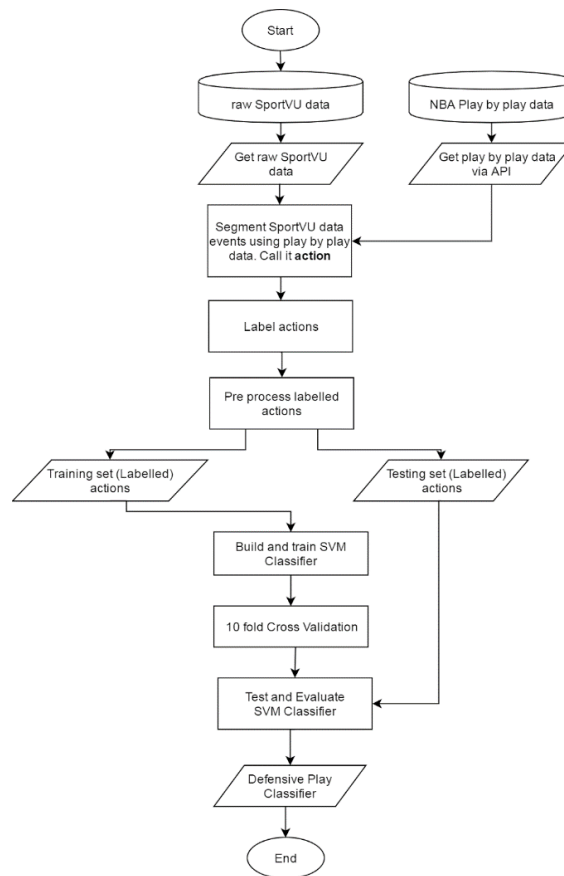 Start
raw SportVU data
NBA Play by play data
Get raw SportVU
data
Get play by play data
via API
Segment SportVU data
events using play by play
data. Call it action
Label actions
Pre process labelled
actions
Training set (Labelled)
actions
Testing set (Labelled)
actions
Build and train SVM
Classifier
10 fold Cross Validation
Test and Evaluate
SVM Classifier
Defensive Play
Classifier
End